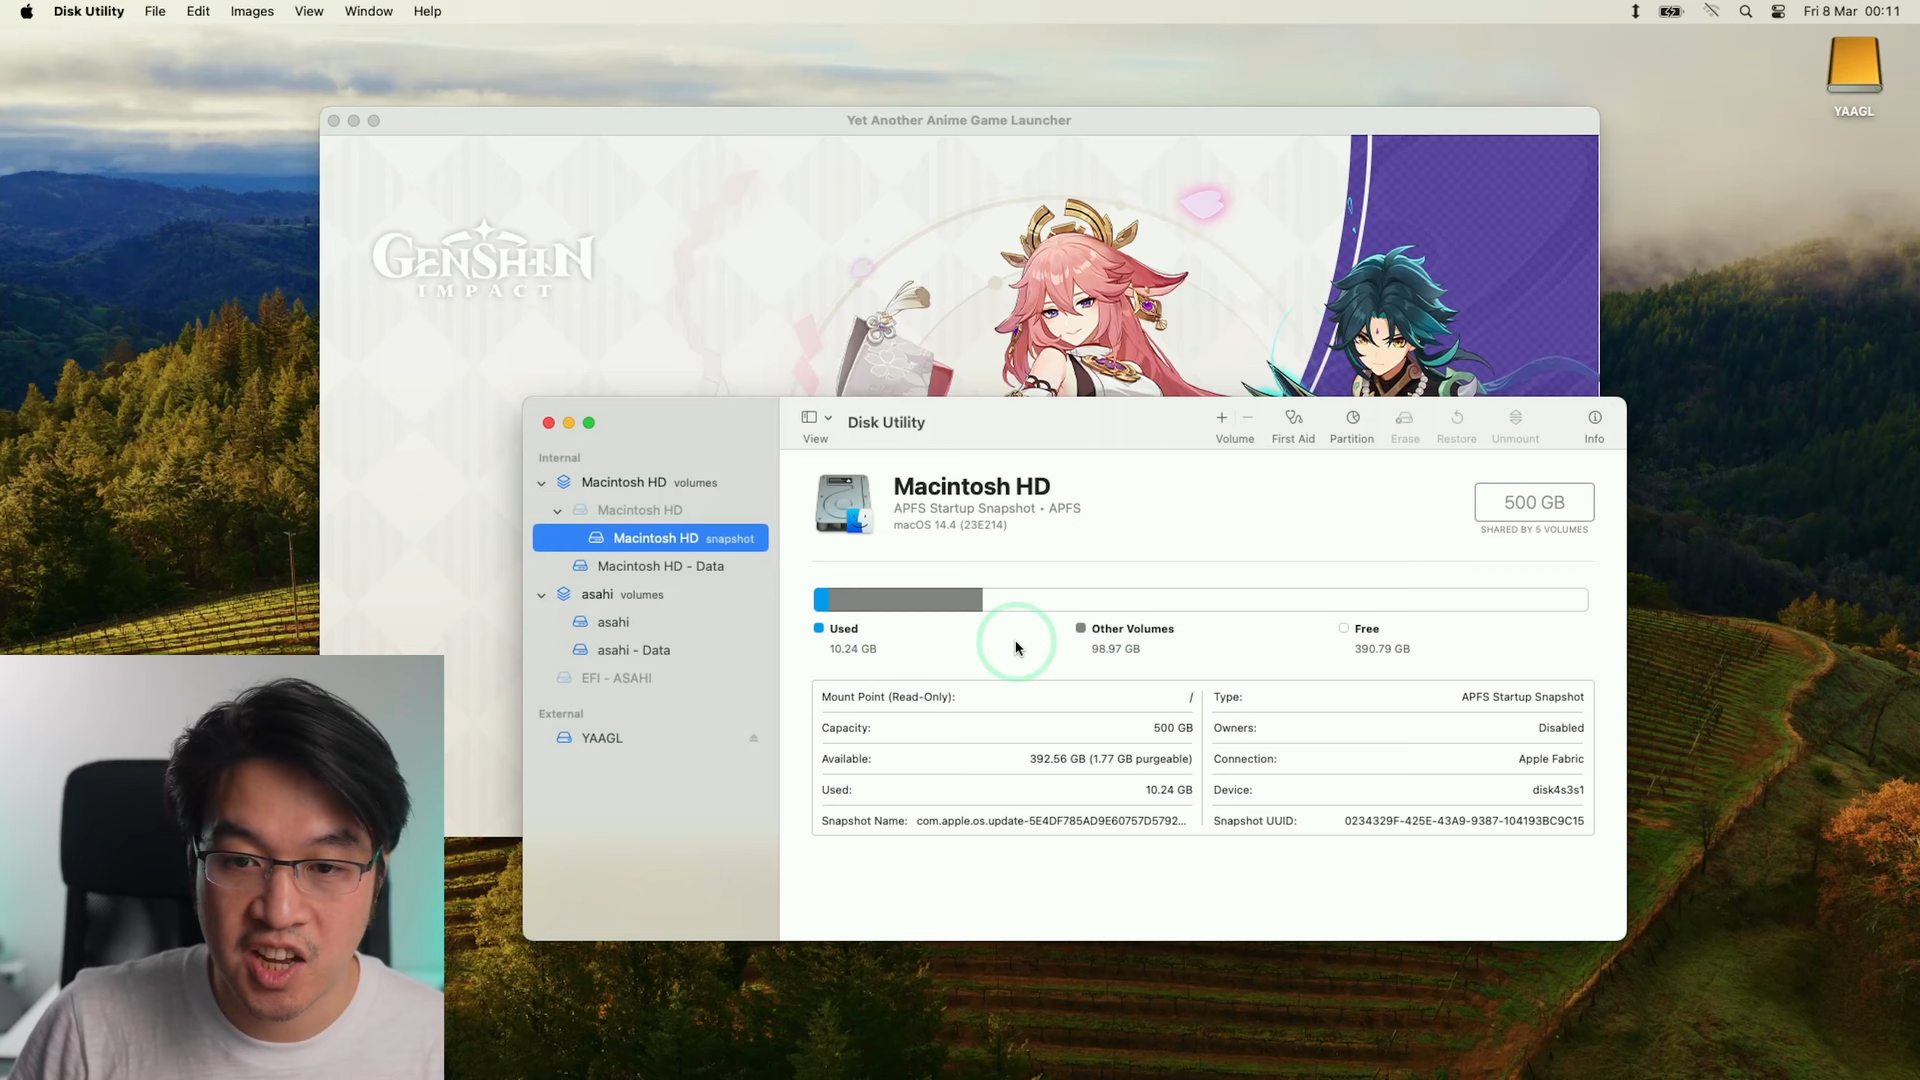 Disk Utility File Edit Images View Window Help Fri 8 Mar 00:11
YAAGL
Yet Another Anime Game Launcher
GENSHIN
IMPACT
View
Disk Utility
Volume First Aid Partition Erase Restore Unmount Info
Internal
Macintosh HD volumes
Macintosh HD
Macintosh HD snapshot
Macintosh HD - Data
asahi volumes
asahi
asahi - Data
EFI - ASAHI
External
YAAGL
Macintosh HD
APFS Startup Snapshot • APFS
macOS 14.4 (23E214)
500 GB
SHARED BY 5 VOLUMES
Used
10.24 GB
Other Volumes
98.97 GB
Free
390.79 GB
Mount Point (Read-Only): /
Capacity: 500 GB
Available: 392.56 GB (1.77 GB purgeable)
Used: 10.24 GB
Snapshot Name: com.apple.os.update-5E4DF785AD9E60757D5792...
Type: APFS Startup Snapshot
Owners: Disabled
Connection: Apple Fabric
Device: disk4s3s1
Snapshot UUID: 0234329F-425E-43A9-9387-104193BC9C15